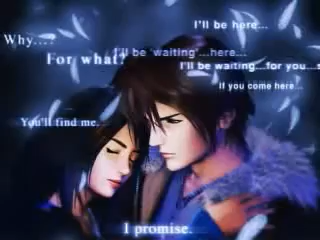 I'll be here...
Why....?
For what?
I'll be 'waiting'...here...
I'll be waiting...for you...s
if you come here...
You'll find me.
I promise.